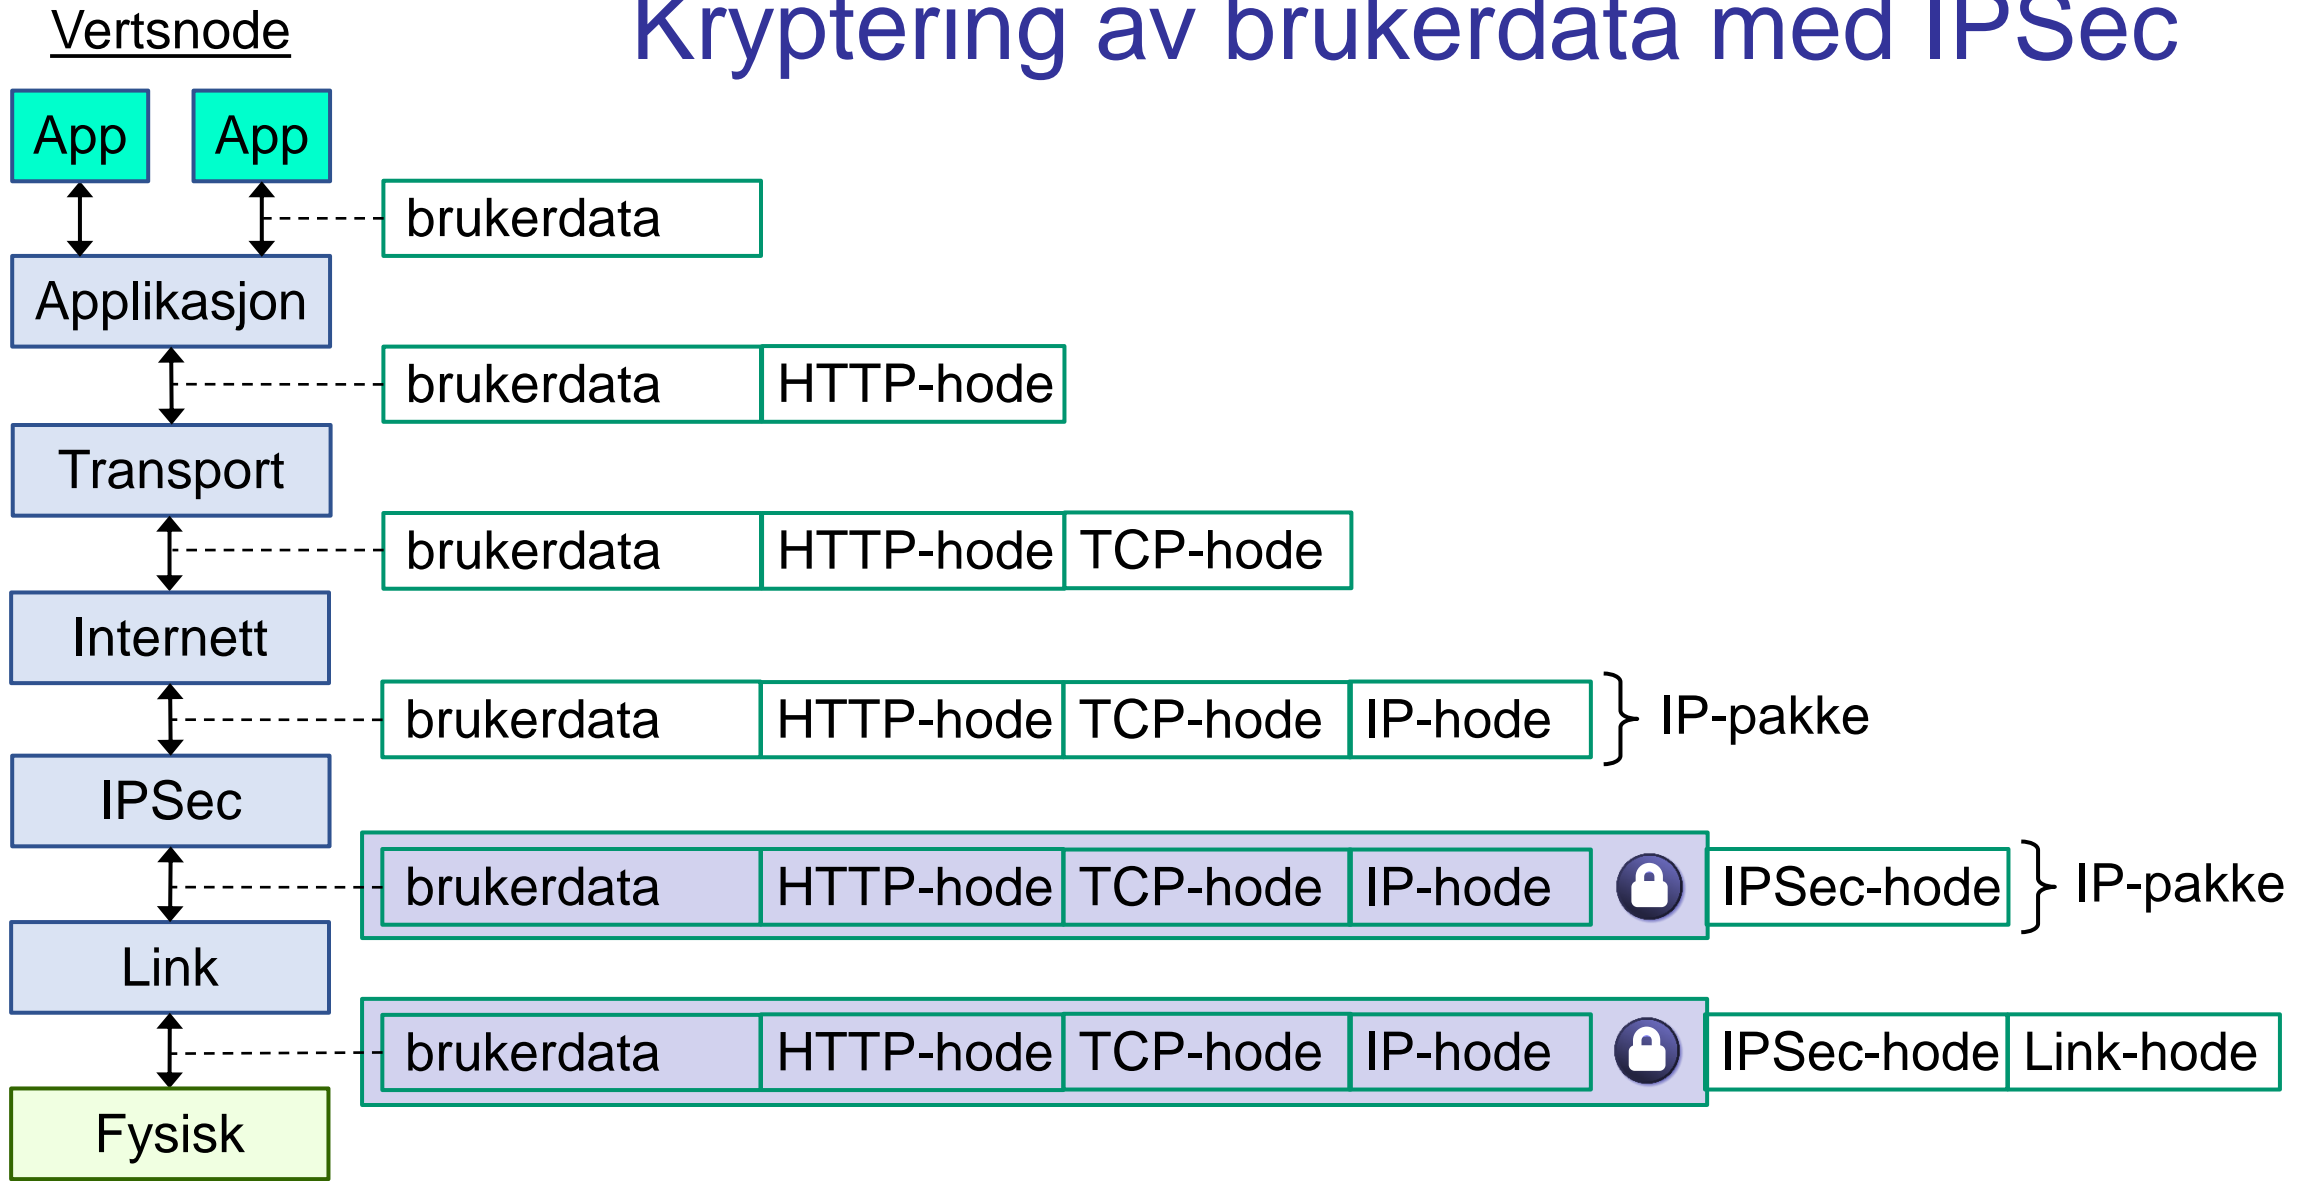 Vertsnode
Kryptering av brukerdata med IPSec
App App
brukerdata
Applikasjon
brukerdata HTTP-hode
Transport
brukerdata HTTP-hode TCP-hode
Internett
brukerdata HTTP-hode TCP-hode IP-hode IP-pakke
IPSec
brukerdata HTTP-hode TCP-hode IP-hode IPSec-hode IP-pakke
Link
brukerdata HTTP-hode TCP-hode IP-hode IPSec-hode Link-hode
Fysisk